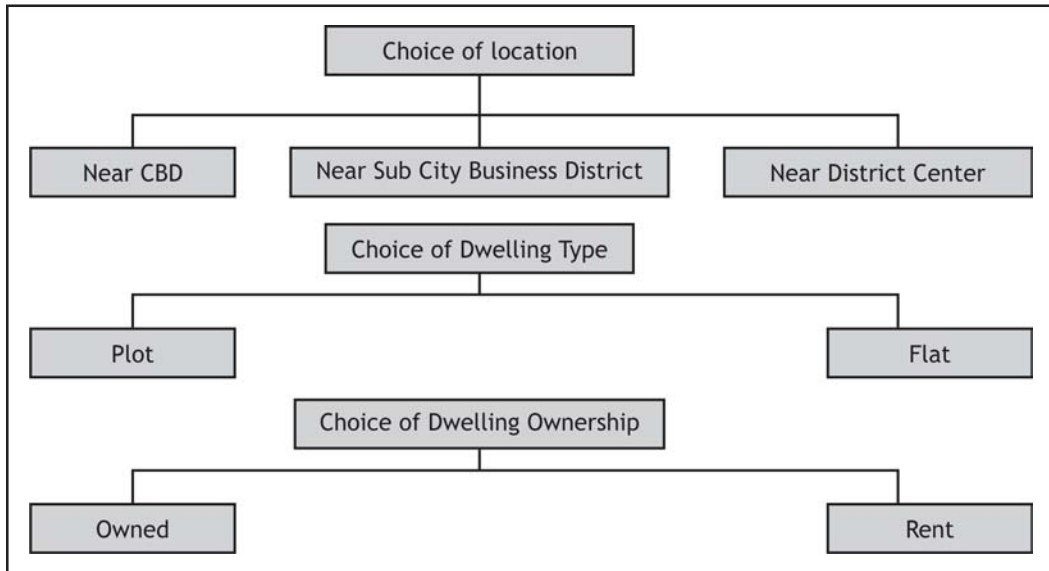 Choice of location
Near CBD
Near Sub City Business District
Near District Center
Choice of Dwelling Type
Plot
Flat
Choice of Dwelling Ownership
Owned
Rent